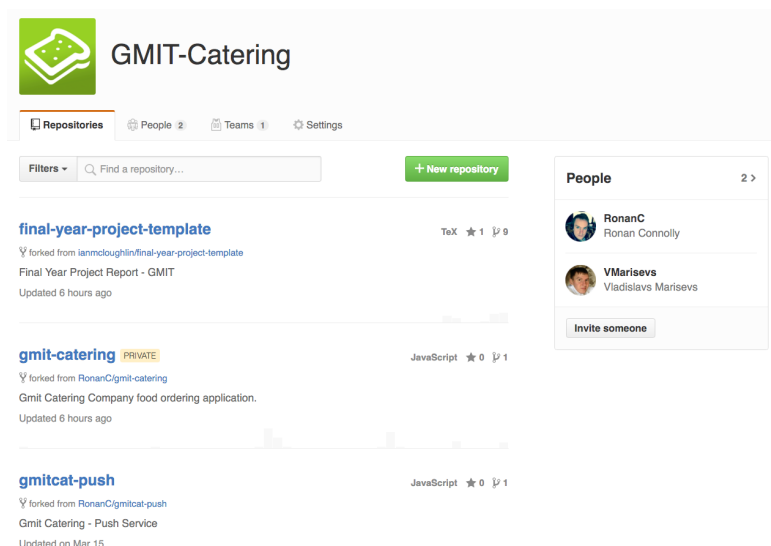 GMIT-Catering
Repositories
People 2
Teams 1
Settings
Filters
Find a repository...
+ New repository
final-year-project-template
TeX 1 9
forked from ianmcloughlin/final-year-project-template
Final Year Project Report - GMIT
Updated 6 hours ago
gmit-catering PRIVATE
JavaScript 0 1
forked from RonanC/gmit-catering
Gmit Catering Company food ordering application.
Updated 6 hours ago
gmitcat-push
JavaScript 0 1
forked from RonanC/gmitcat-push
Gmit Catering - Push Service
Updated on Mar 15
People 2 >
RonanC
Ronan Connolly
VMarisevs
Vladislavs Marisevs
Invite someone